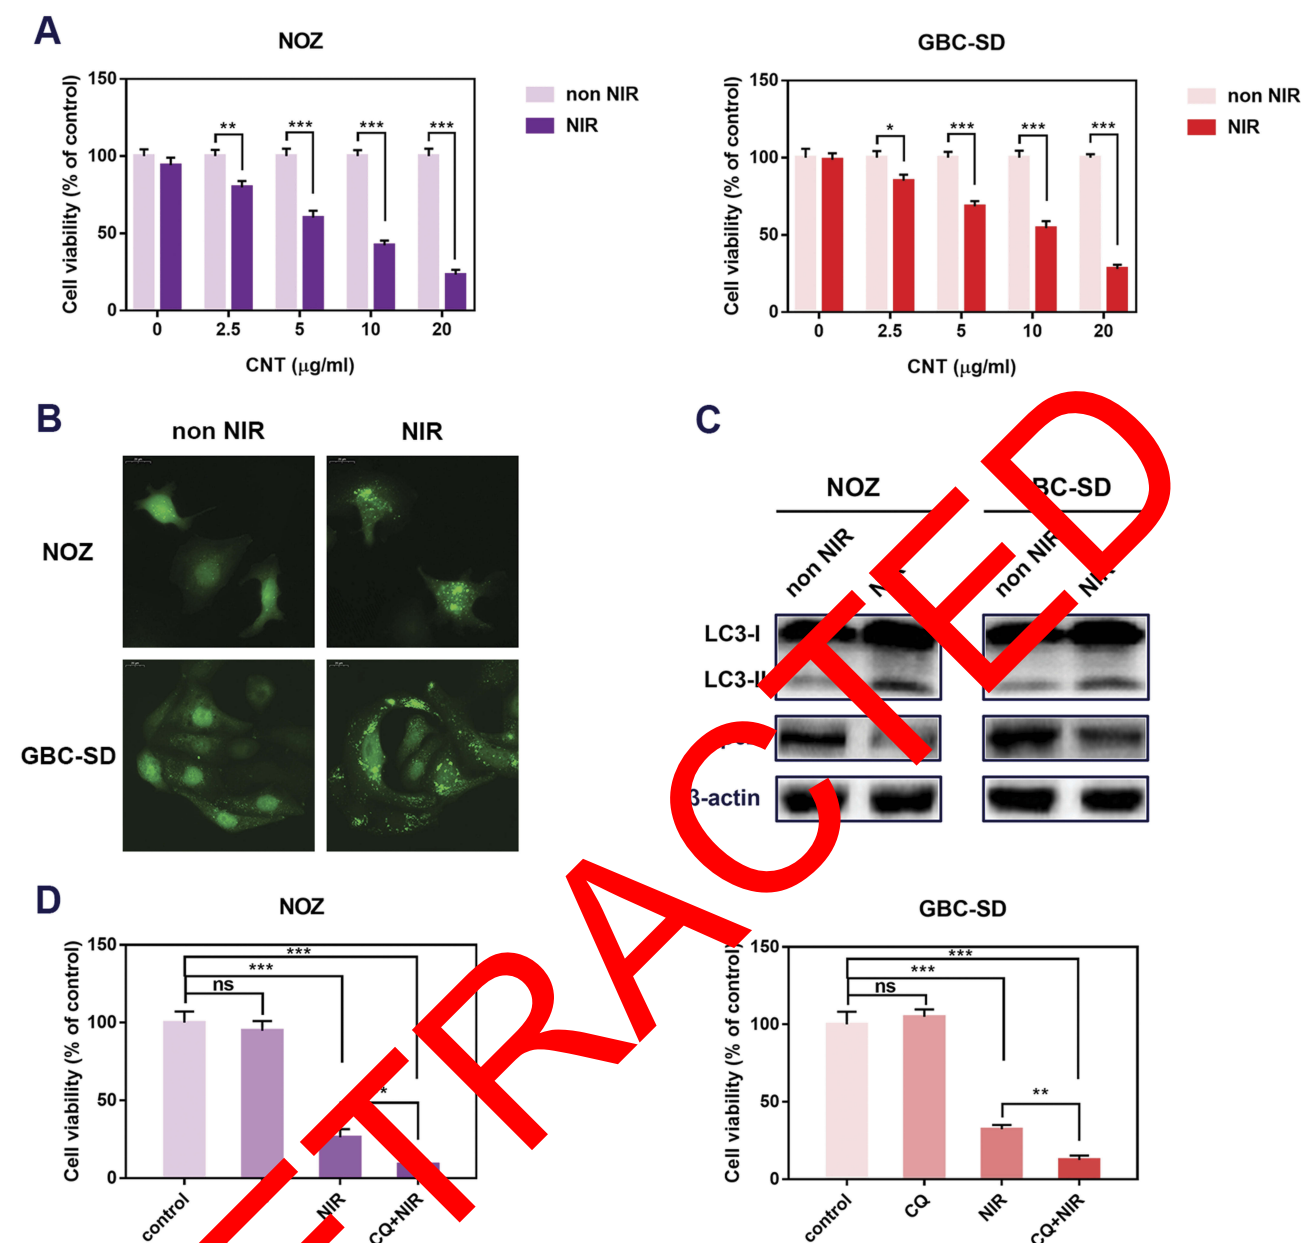 A
NOZ
GBC-SD
Cell viability (% of control)
150
100
50
0
** *** *** ***
0 2.5 5 10 20
CNT (µg/ml)
non NIR
NIR
Cell viability (% of control)
150
100
50
0
* *** *** ***
0 2.5 5 10 20
CNT (µg/ml)
non NIR
NIR
B
non NIR NIR
NOZ
GBC-SD
C
NOZ BC-SD
non NIR non NIR NIR
LC3-I
LC3-II
β-actin
D
NOZ
Cell viability (% of control)
150
100
50
0
***
***
ns
*
control NIR CQ+NIR
GBC-SD
Cell viability (% of control)
150
100
50
0
***
***
ns
**
control CQ NIR CQ+NIR
TRACTED